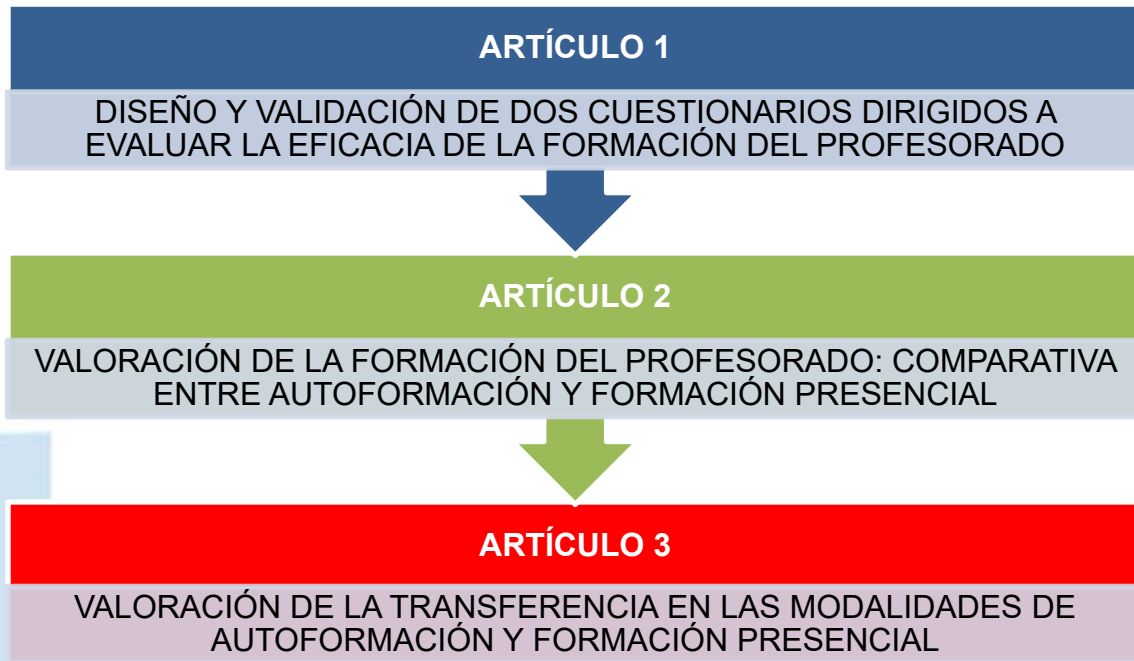 ARTÍCULO 1
DISEÑO Y VALIDACIÓN DE DOS CUESTIONARIOS DIRIGIDOS A
EVALUAR LA EFICACIA DE LA FORMACIÓN DEL PROFESORADO
ARTÍCULO 2
VALORACIÓN DE LA FORMACIÓN DEL PROFESORADO: COMPARATIVA
ENTRE AUTOFORMACIÓN Y FORMACIÓN PRESENCIAL
ARTÍCULO 3
VALORACIÓN DE LA TRANSFERENCIA EN LAS MODALIDADES DE
AUTOFORMACIÓN Y FORMACIÓN PRESENCIAL